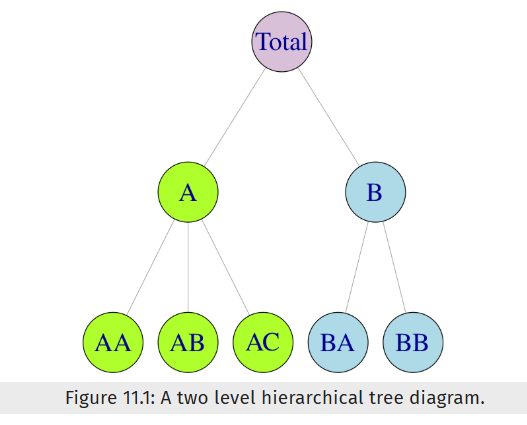 Total
A B
AA AB AC BA BB
Figure 11.1: A two level hierarchical tree diagram.